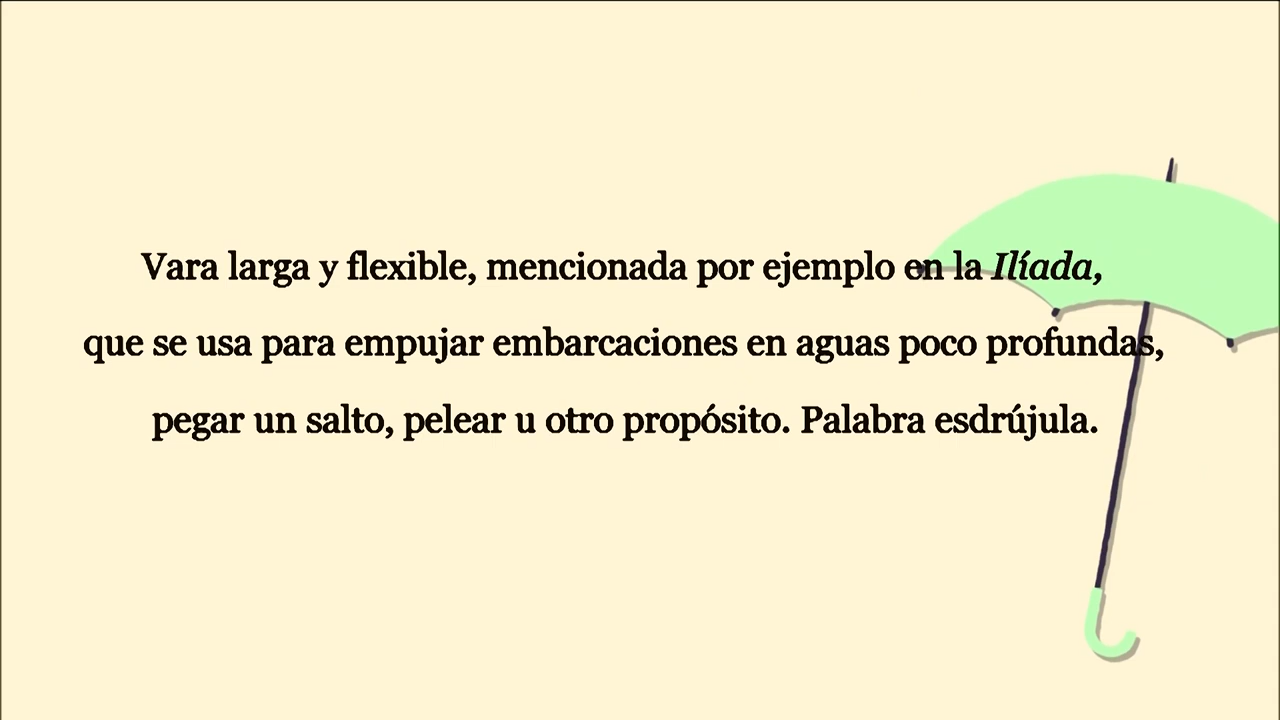 Vara larga y flexible, mencionada por ejemplo en la Ilíada,
que se usa para empujar embarcaciones en aguas poco profundas,
pegar un salto, pelear u otro propósito. Palabra esdrújula.